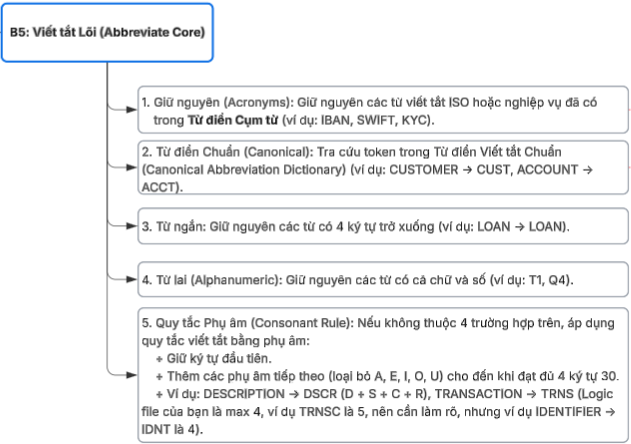 B5: Viết tắt Lõi (Abbreviate Core)
1. Giữ nguyên (Acronyms): Giữ nguyên các từ viết tắt ISO hoặc nghiệp vụ đã có
trong Từ điển Cụm từ (ví dụ: IBAN, SWIFT, KYC).
2. Từ điển Chuẩn (Canonical): Tra cứu token trong Từ điển Viết tắt Chuẩn
(Canonical Abbreviation Dictionary) (ví dụ: CUSTOMER → CUST, ACCOUNT →
ACCT).
3. Từ ngắn: Giữ nguyên các từ có 4 ký tự trở xuống (ví dụ: LOAN → LOAN).
4. Từ lai (Alphanumeric): Giữ nguyên các từ có cả chữ và số (ví dụ: T1, Q4).
5. Quy tắc Phụ âm (Consonant Rule): Nếu không thuộc 4 trường hợp trên, áp dụng
quy tắc viết tắt bằng phụ âm:
+ Giữ ký tự đầu tiên.
+ Thêm các phụ âm tiếp theo (loại bỏ A, E, I, O, U) cho đến khi đạt đủ 4 ký tự 30.
+ Ví dụ: DESCRIPTION → DSCR (D + S + C + R), TRANSACTION → TRNS (Logic
file của bạn là max 4, ví dụ TRNSC là 5, nên cần làm rõ, nhưng ví dụ IDENTIFIER →
IDNT là 4).